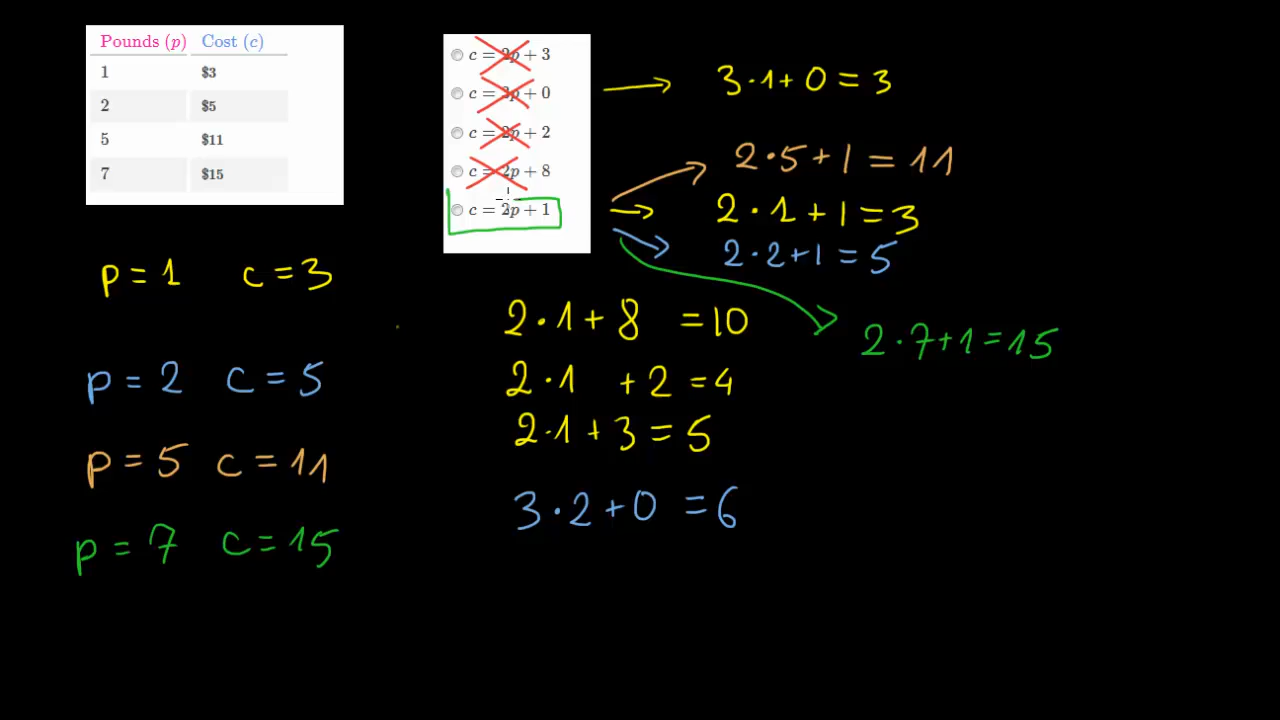 Pounds (p) Cost (c)
1 $3
2 $5
5 $11
7 $15
c = 2p + 3
c = 3p + 0
c = 2p + 2
c = 2p + 8
c = 2p + 1
3·1+0=3
2·5+1=11
2·1+1=3
2·2+1=5
2·7+1=15
p=1 c=3
p=2 c=5
p=5 c=11
p=7 c=15
2·1+8=10
2·1+2=4
2·1+3=5
3·2+0=6